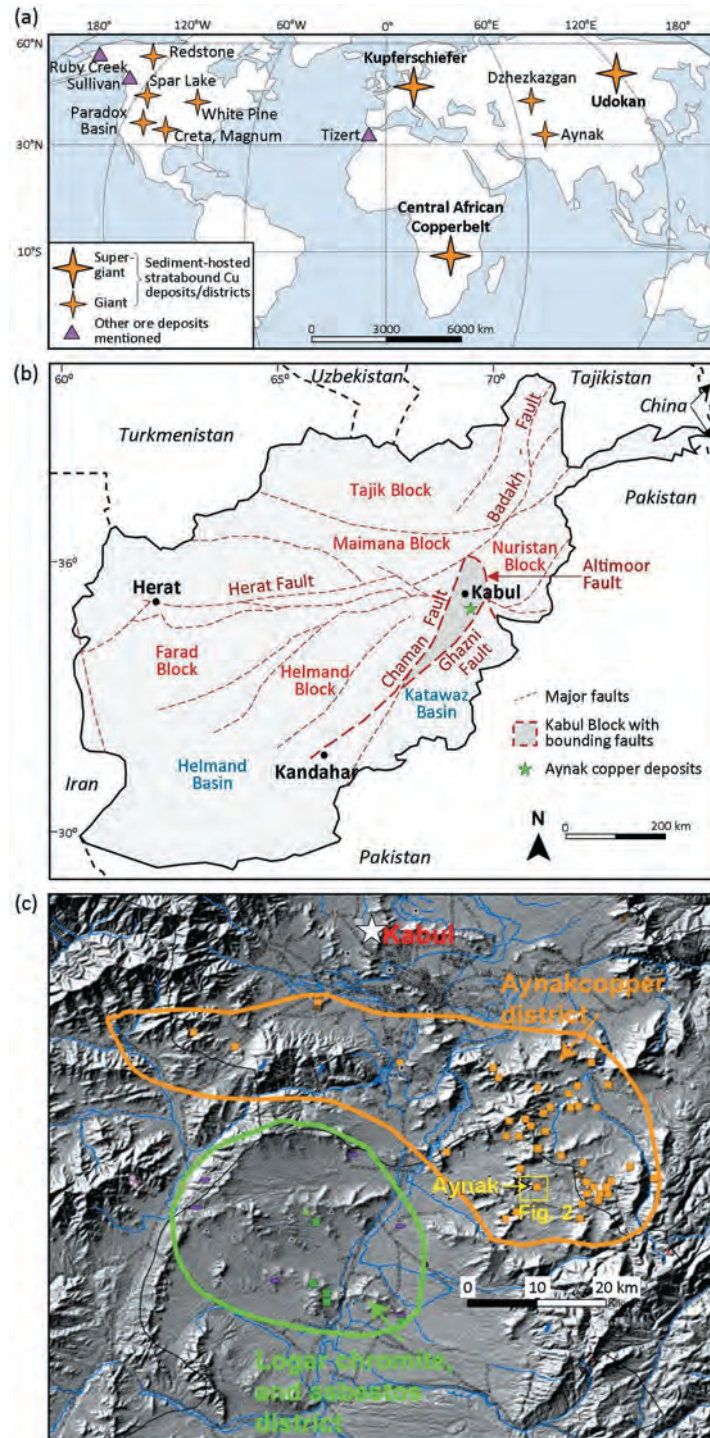 (a)
180°
120°W
60°W
0°
60°E
120°E
180°
60°N
30°N
10°S
Redstone
Ruby Creek
Sullivan
Spar Lake
White Pine
Paradox
Basin
Creta, Magnum
Kupferschiefer
Dzhezkazgan
Udokan
Tizert
Aynak
Central African
Copperbelt
Super-
giant
Giant
Sediment-hosted
stratabound Cu
deposits/districts
Other ore deposits
mentioned
0 3000 6000 km
(b)
60°
65°
70°
Uzbekistan
Tajikistan
China
Turkmenistan
Pakistan
Badakh Fault
Tajik Block
Maimana Block
Nuristan
Block
Altimoor
Fault
36°
Herat
Herat Fault
Kabul
Chaman Fault
Ghazni Fault
Farad
Block
Helmand
Block
Katawaz
Basin
Helmand
Basin
Kandahar
Iran
30°
Pakistan
Major faults
Kabul Block with
bounding faults
Aynak copper deposits
N
0 200 km
(c)
Kabul
Aynakcopper
district
Aynak
Fig. 2
0 10 20 km
Logar chromite,
and asbestos
district